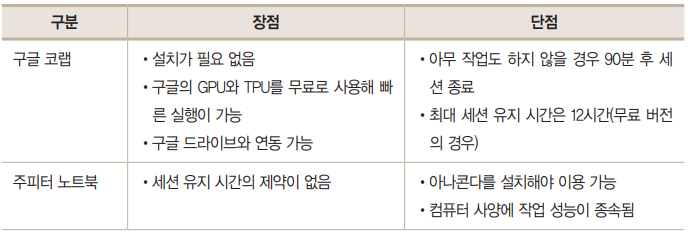 구분 장점 단점
구글 코랩
• 설치가 필요 없음
• 구글의 GPU와 TPU를 무료로 사용해 빠
른 실행이 가능
• 구글 드라이브와 연동 가능
• 아무 작업도 하지 않을 경우 90분 후 세
션 종료
• 최대 세션 유지 시간은 12시간(무료 버전
의 경우)
주피터 노트북
• 세션 유지 시간의 제약이 없음
• 아나콘다를 설치해야 이용 가능
• 컴퓨터 사양에 작업 성능이 종속됨